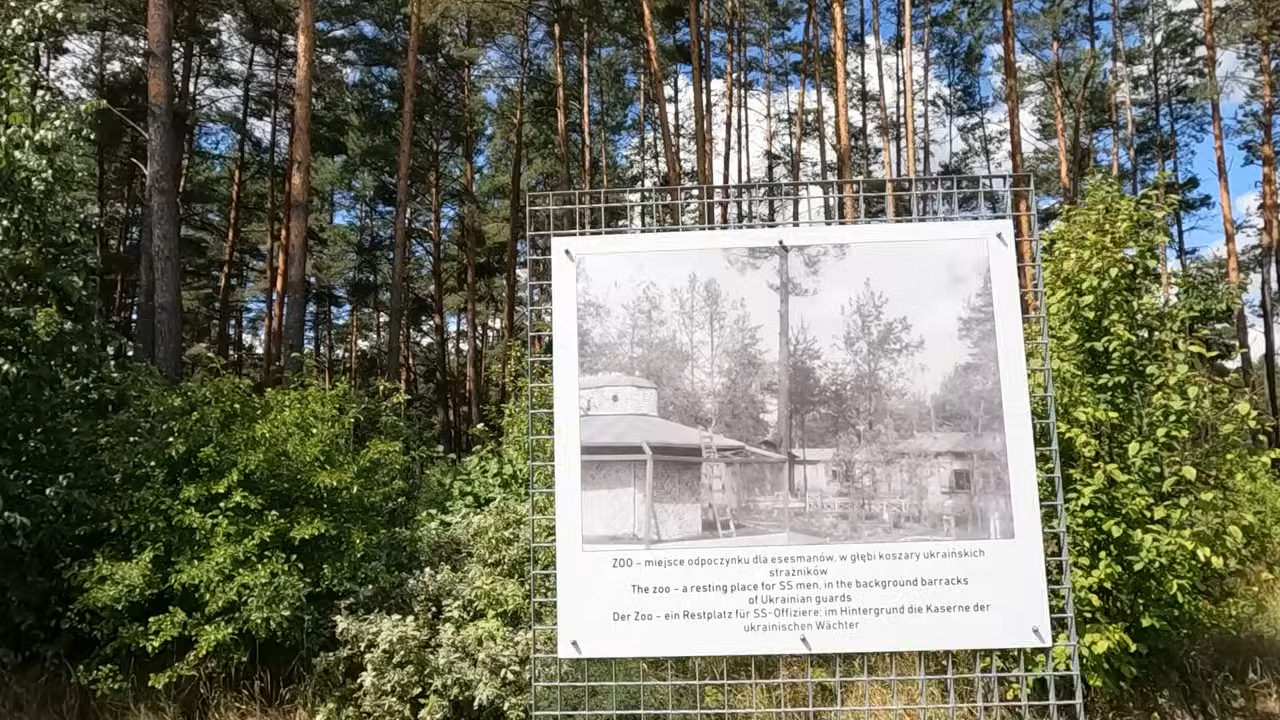 ZOO – miejsce odpoczynku dla esesmanów, w głębi koszary ukraińskich
strażników
The zoo – a resting place for SS men, in the background barracks
of Ukrainian guards
Der Zoo – ein Restplatz für SS-Offiziere; im Hintergrund die Kaserne der
ukrainischen Wächter